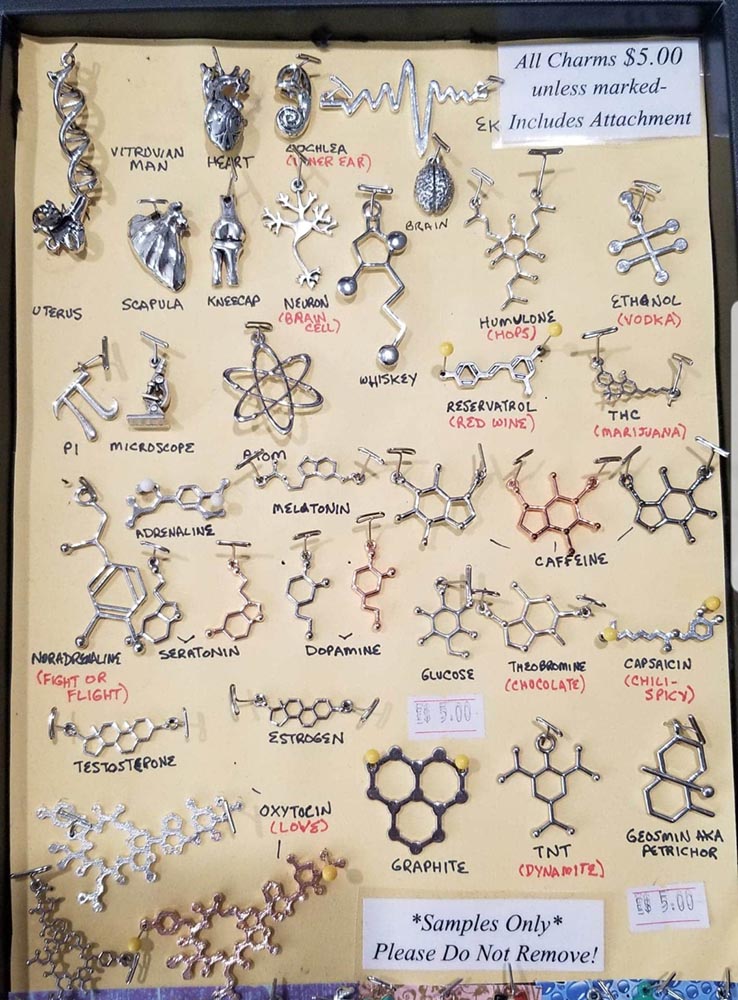 All Charms $5.00
unless marked-
Includes Attachment
VITRUVIAN
MAN
HEART
COCHLEA
(INNER EAR)
EK
BRAIN
UTERUS
SCAPULA
KNEECAP
NEURON
(BRAIN
CELL)
WHISKEY
HUMULONE
(HOPS)
ETHANOL
(VODKA)
PI
MICROSCOPE
ATOM
RESERVATROL
(RED WINE)
THC
(MARIJUANA)
ADRENALINE
MELATONIN
CAFFEINE
NORADRENALINE
(FIGHT OR
FLIGHT)
SERATONIN
DOPAMINE
GLUCOSE
THEOBROMINE
(CHOCOLATE)
CAPSAICIN
(CHILI-
SPICY)
5.00
TESTOSTERONE
ESTROGEN
OXYTOCIN
(LOVE)
GRAPHITE
TNT
(DYNAMITE)
GEOSMIN AKA
PETRICHOR
5.00
*Samples Only*
Please Do Not Remove!